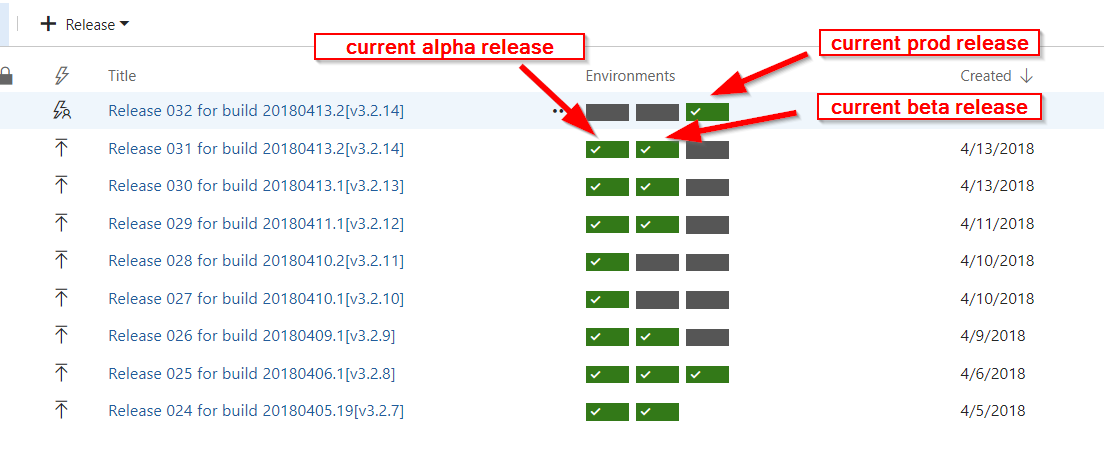 Release
current alpha release
current prod release
Title
Environments
Created
current beta release
Release 032 for build 20180413.2[v3.2.14]
Release 031 for build 20180413.2[v3.2.14]
4/13/2018
Release 030 for build 20180413.1[v3.2.13]
4/13/2018
Release 029 for build 20180411.1[v3.2.12]
4/11/2018
Release 028 for build 20180410.2[v3.2.11]
4/10/2018
Release 027 for build 20180410.1[v3.2.10]
4/10/2018
Release 026 for build 20180409.1[v3.2.9]
4/9/2018
Release 025 for build 20180406.1[v3.2.8]
4/6/2018
Release 024 for build 20180405.19[v3.2.7]
4/5/2018